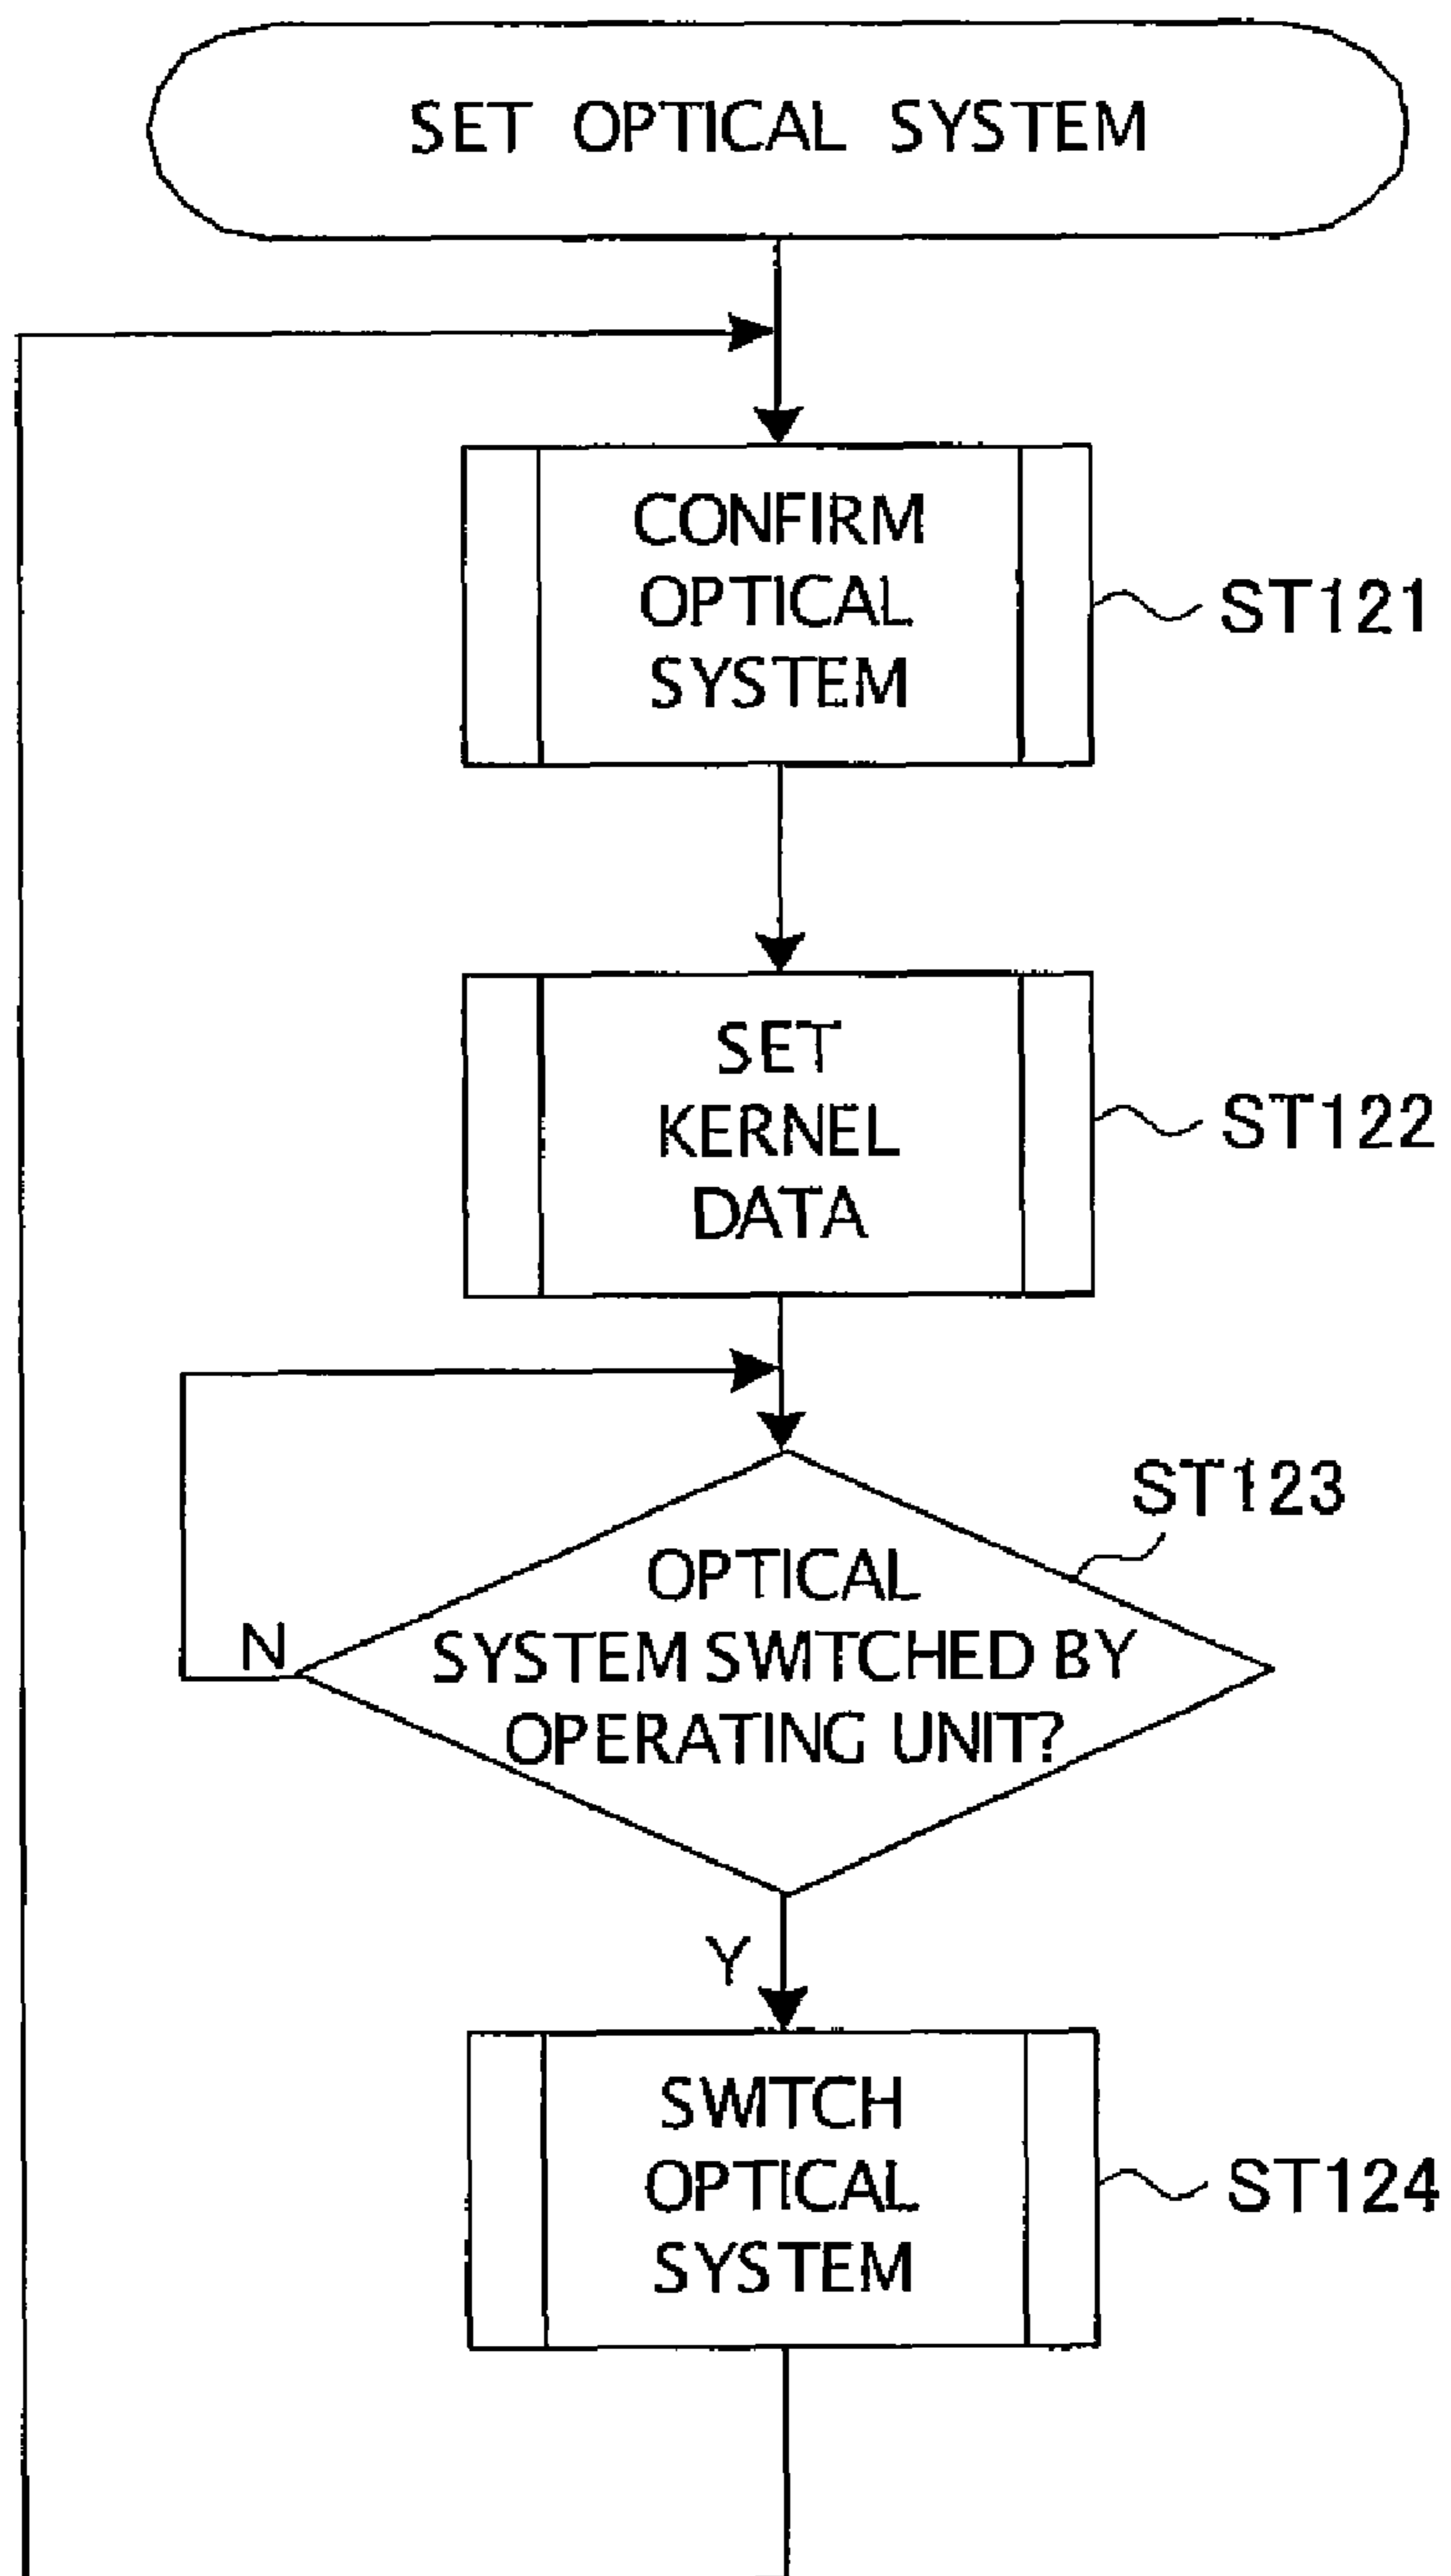 SET OPTICAL SYSTEM
CONFIRM
OPTICAL
SYSTEM
ST121
SET
KERNEL
DATA
ST122
ST123
OPTICAL
SYSTEM SWITCHED BY
OPERATING UNIT?
N
Y
SWITCH
OPTICAL
SYSTEM
ST124